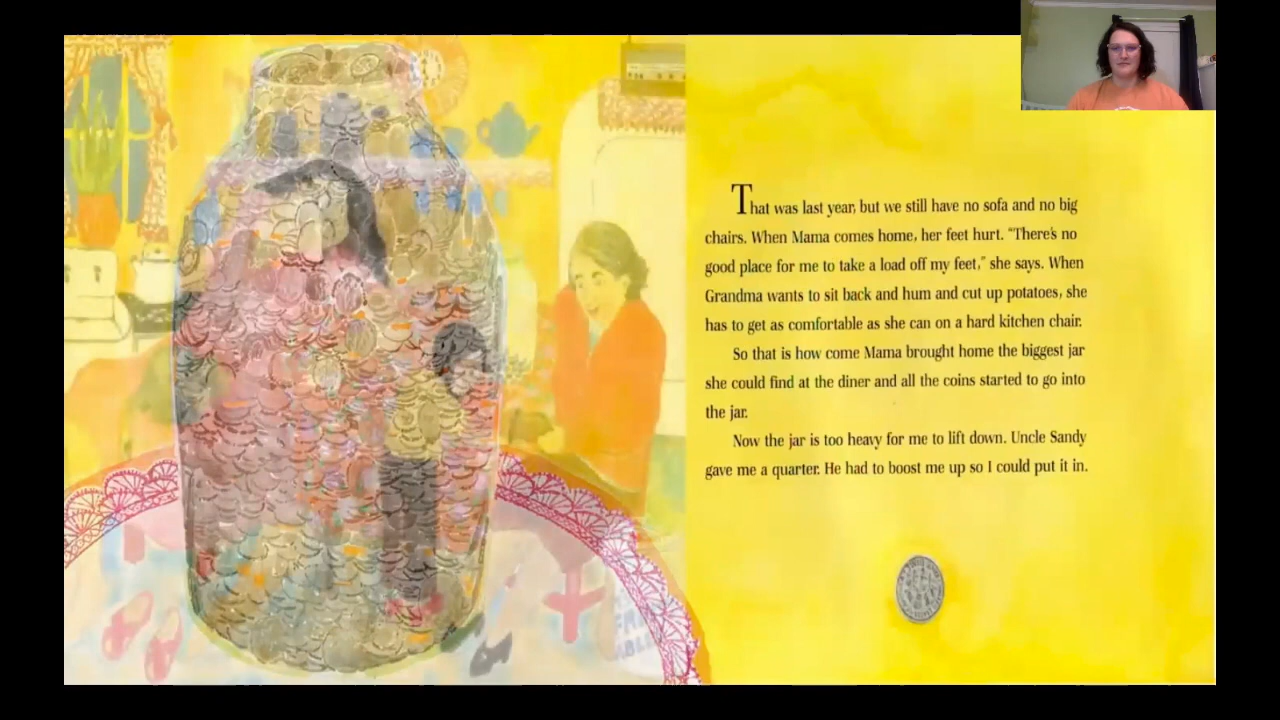 That was last year, but we still have no sofa and no big
chairs. When Mama comes home, her feet hurt. “There’s no
good place for me to take a load off my feet,” she says. When
Grandma wants to sit back and hum and cut up potatoes, she
has to get as comfortable as she can on a hard kitchen chair.
So that is how come Mama brought home the biggest jar
she could find at the diner and all the coins started to go into
the jar.
Now the jar is too heavy for me to lift down. Uncle Sandy
gave me a quarter. He had to boost me up so I could put it in.